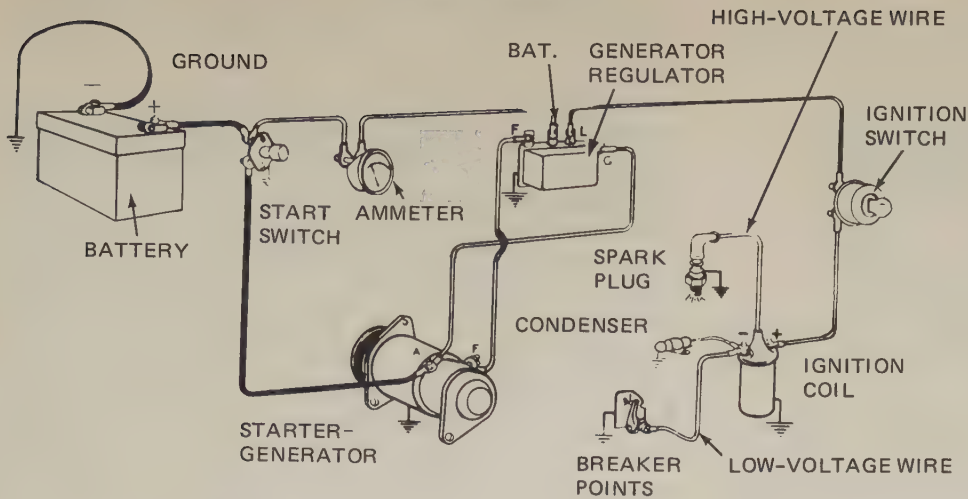 HIGH-VOLTAGE WIRE
GROUND
BAT.
GENERATOR
REGULATOR
IGNITION
SWITCH
−
+
F
L
G
START
SWITCH
AMMETER
BATTERY
SPARK
PLUG
CONDENSER
A
F
−
+
IGNITION
COIL
STARTER-
GENERATOR
BREAKER
POINTS
LOW-VOLTAGE WIRE